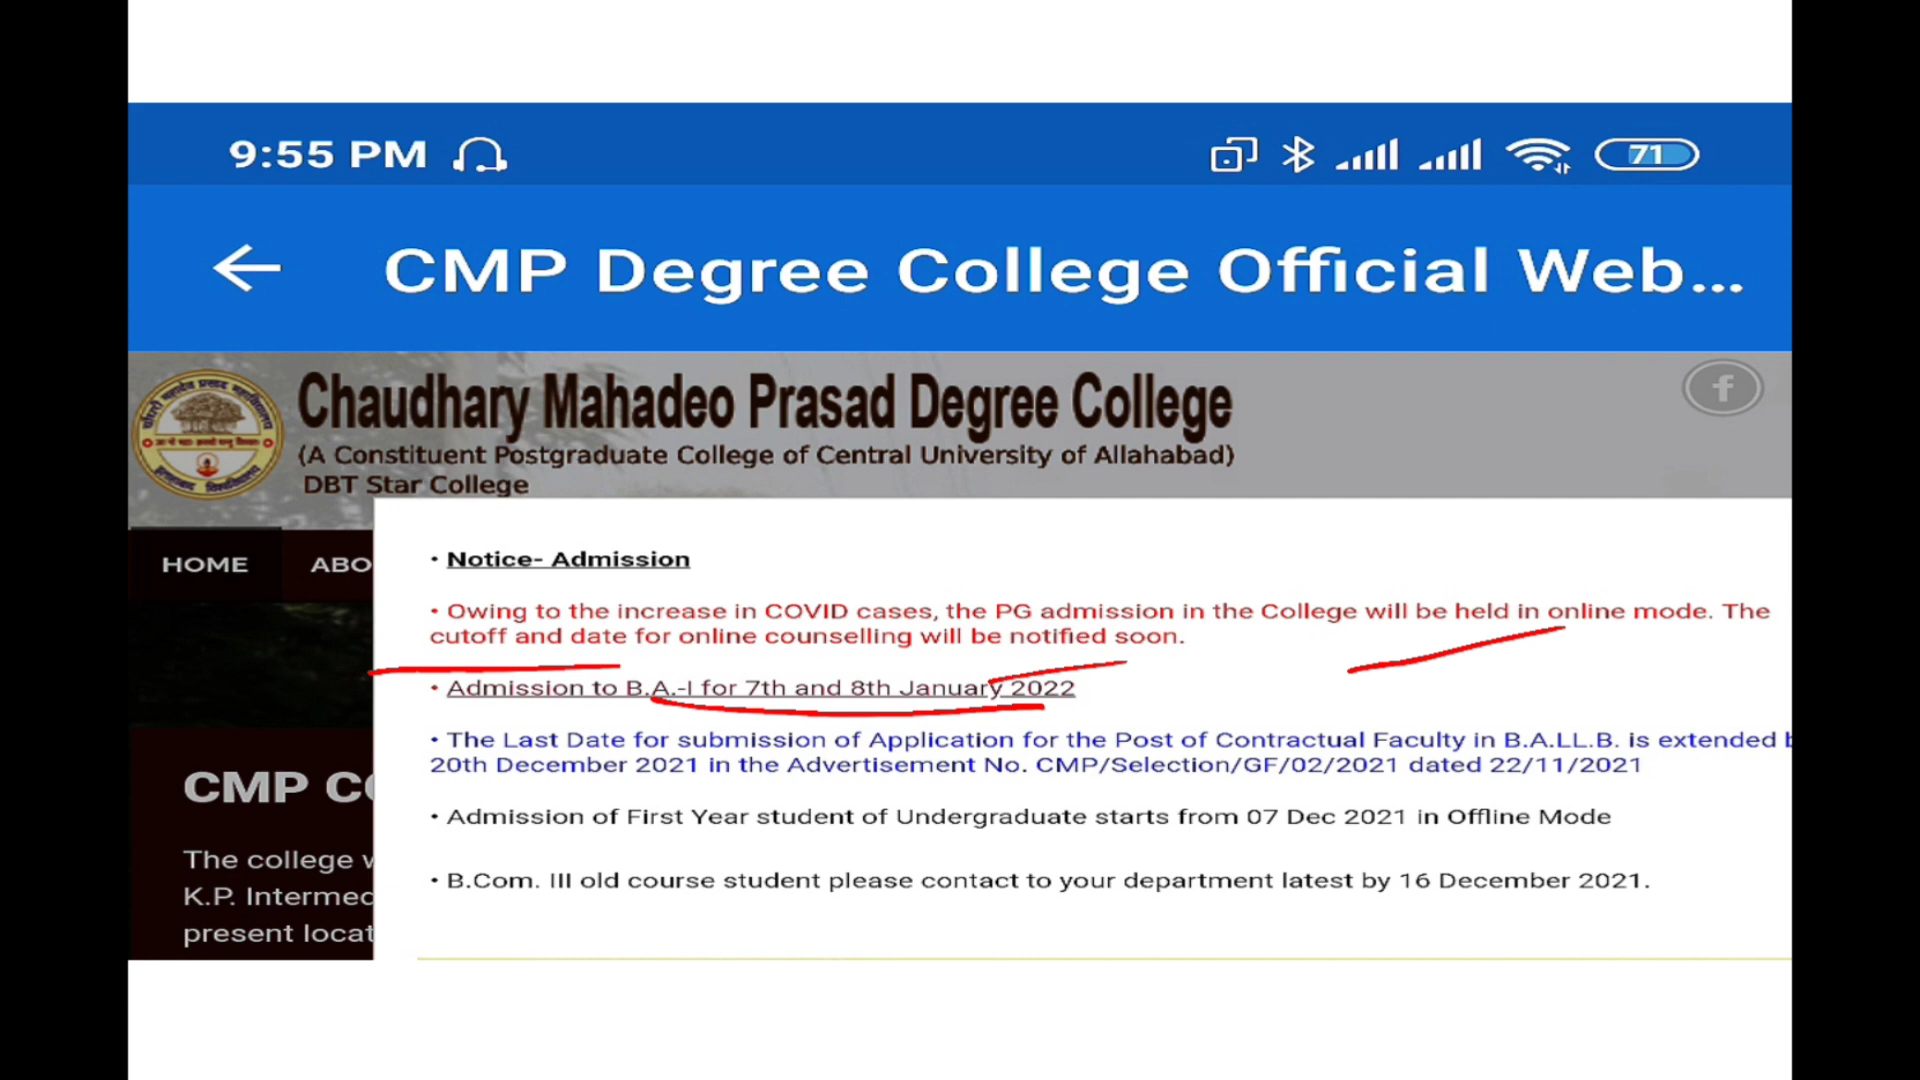 9:55 PM
71
CMP Degree College Official Web...
Chaudhary Mahadeo Prasad Degree College
(A Constituent Postgraduate College of Central University of Allahabad)
DBT Star College
HOME ABO
• Notice- Admission
• Owing to the increase in COVID cases, the PG admission in the College will be held in online mode. The
cutoff and date for online counselling will be notified soon.
• Admission to B.A.-I for 7th and 8th January 2022
• The Last Date for submission of Application for the Post of Contractual Faculty in B.A.LL.B. is extended
20th December 2021 in the Advertisement No. CMP/Selection/GF/02/2021 dated 22/11/2021
• Admission of First Year student of Undergraduate starts from 07 Dec 2021 in Offline Mode
• B.Com. III old course student please contact to your department latest by 16 December 2021.
CMP
The college
K.P. Intermed
present locat